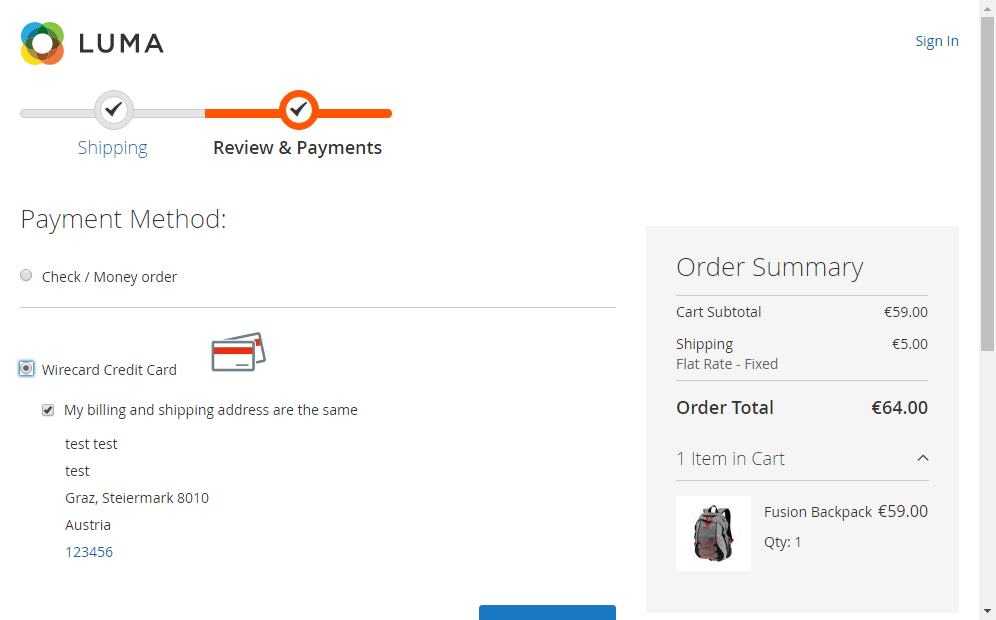 LUMA
Sign In
Shipping
Review & Payments
Payment Method:
Check / Money order
Wirecard Credit Card
My billing and shipping address are the same
test test
test
Graz, Steiermark 8010
Austria
123456
Order Summary
Cart Subtotal €59.00
Shipping €5.00
Flat Rate - Fixed
Order Total €64.00
1 Item in Cart
Fusion Backpack €59.00
Qty: 1